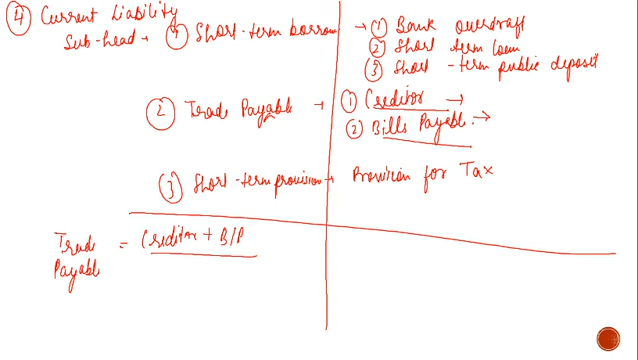 ④ Current Liability
Sub-head → ① Short-term borrow → ① Bank overdraft
② Short term loan
③ Short-term public deposit
② Trade Payable → ① Creditor →
② Bills Payable. →
③ Short-term provision → Provision for Tax
Trade Payable = Creditor + B/P